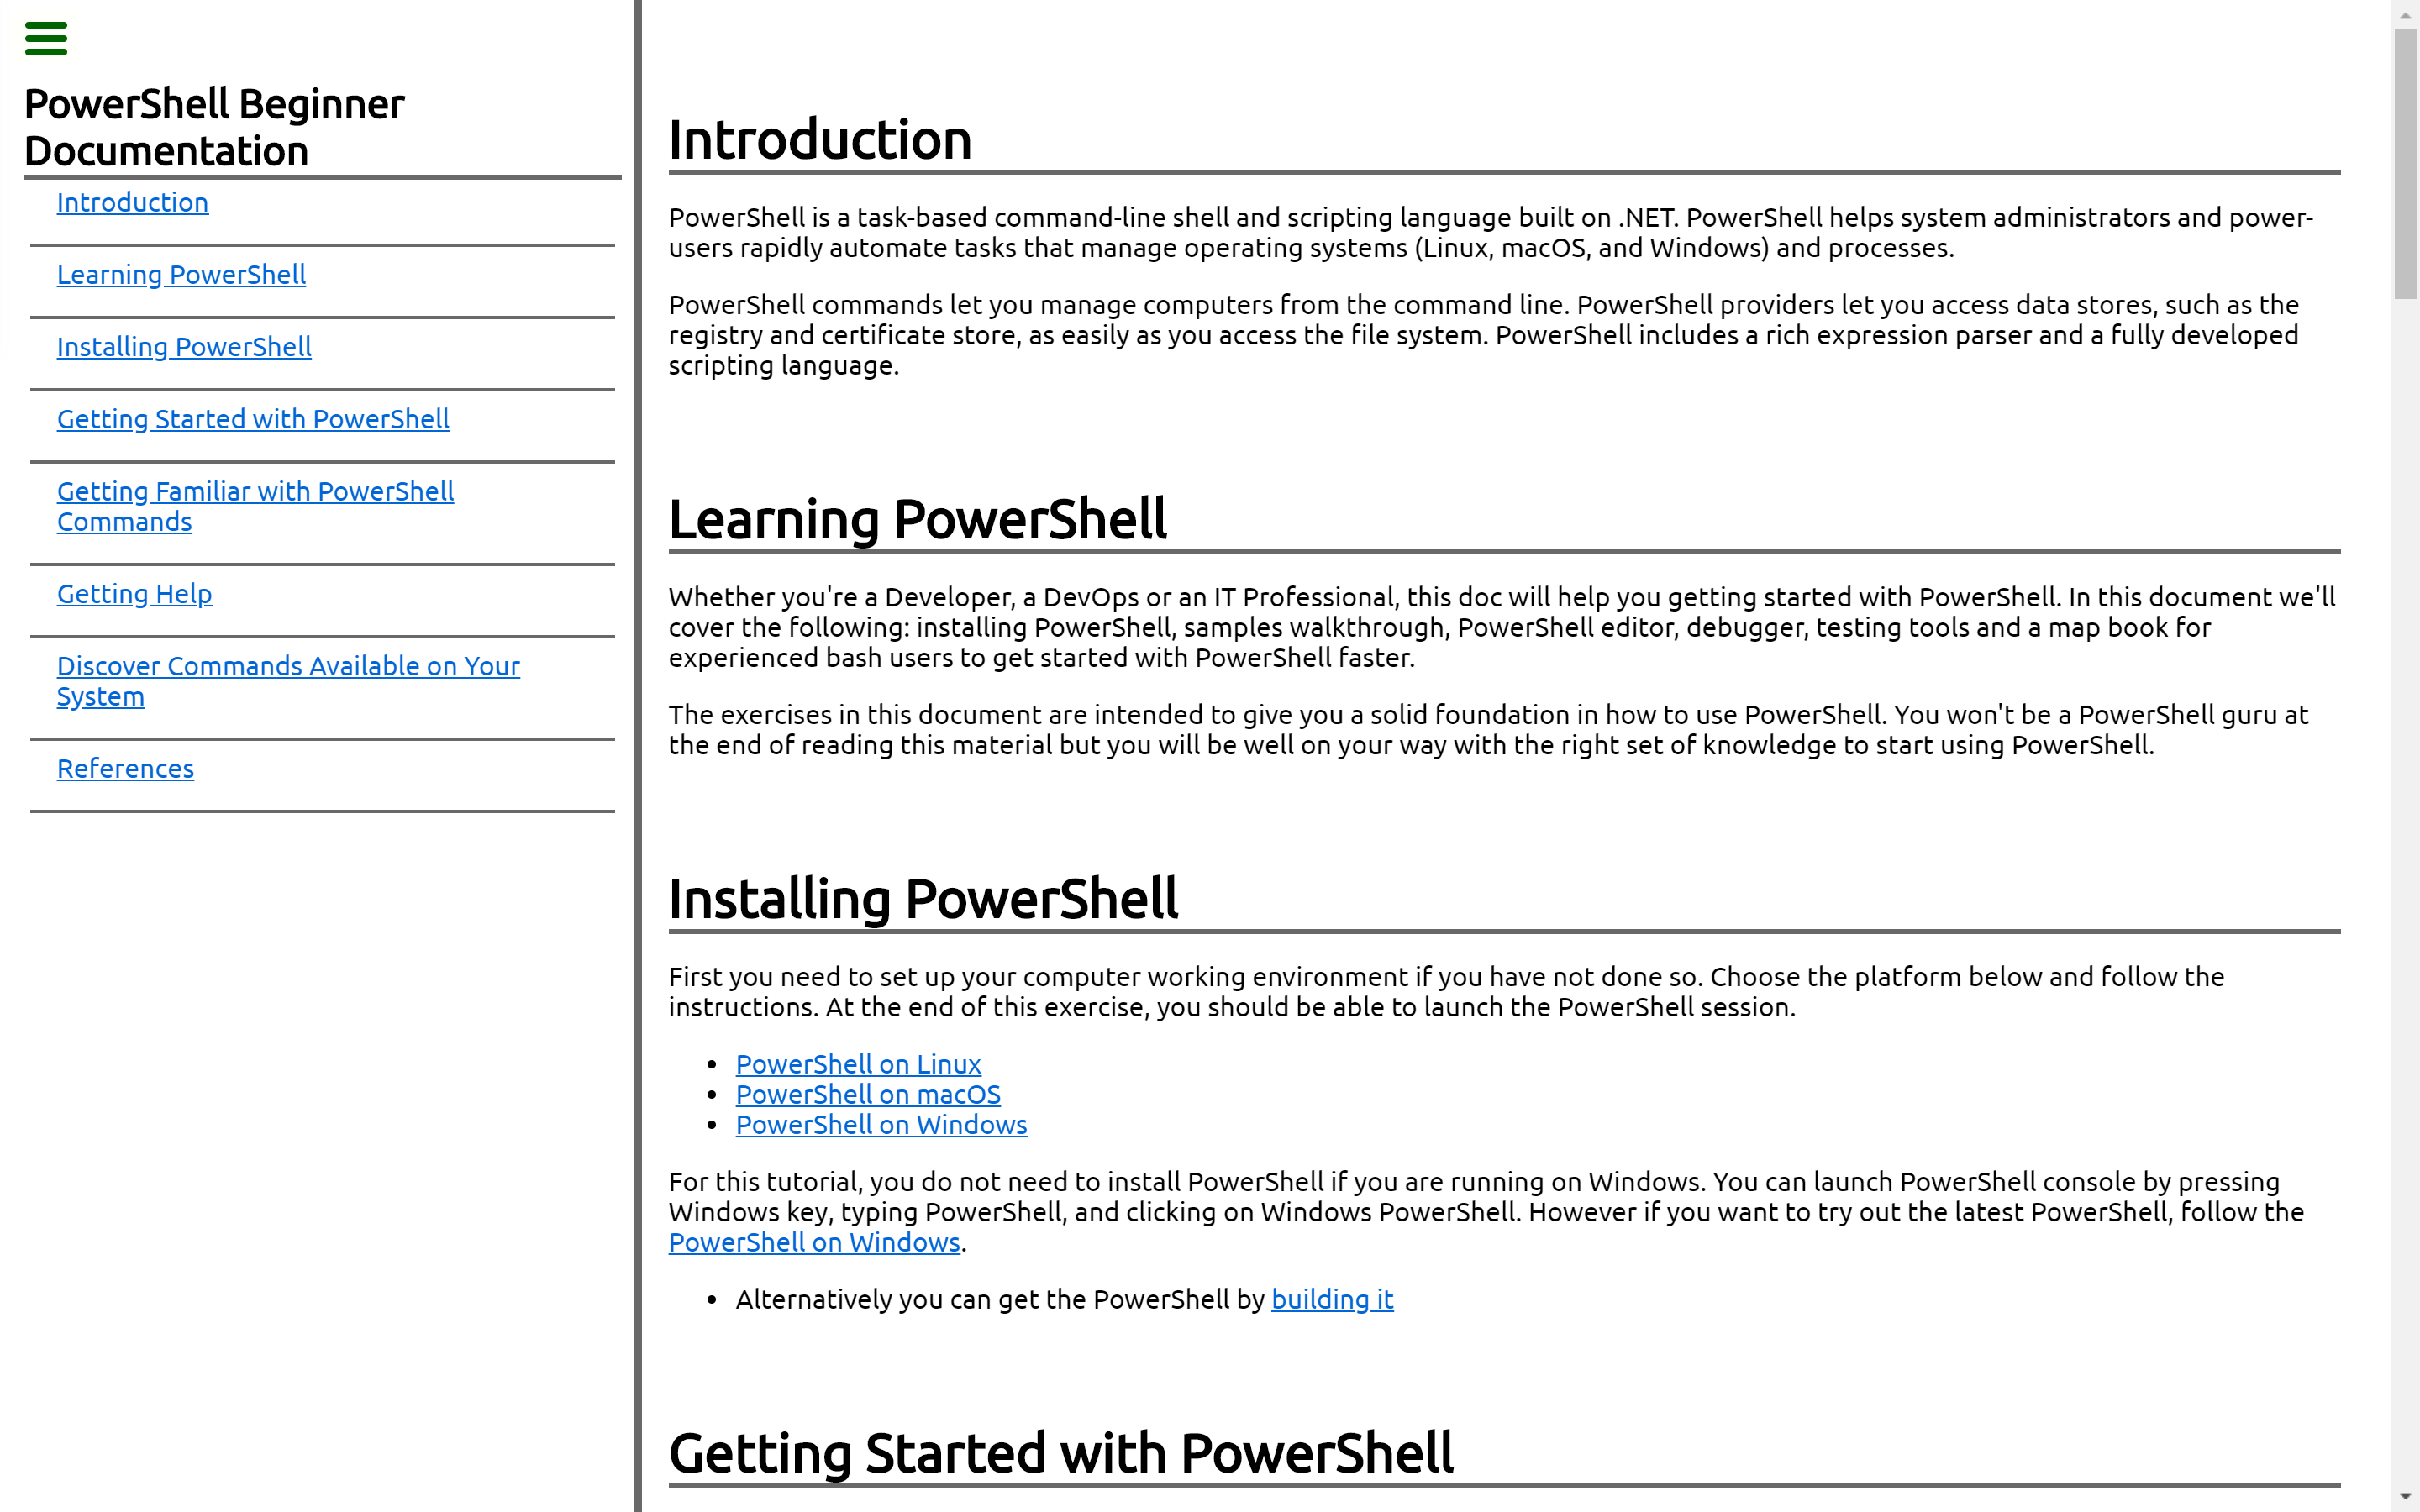 PowerShell Beginner
Documentation
Introduction
Learning PowerShell
Installing PowerShell
Getting Started with PowerShell
Getting Familiar with PowerShell
Commands
Getting Help
Discover Commands Available on Your
System
References
Introduction
PowerShell is a task-based command-line shell and scripting language built on .NET. PowerShell helps system administrators and power-
users rapidly automate tasks that manage operating systems (Linux, macOS, and Windows) and processes.
PowerShell commands let you manage computers from the command line. PowerShell providers let you access data stores, such as the
registry and certificate store, as easily as you access the file system. PowerShell includes a rich expression parser and a fully developed
scripting language.
Learning PowerShell
Whether you're a Developer, a DevOps or an IT Professional, this doc will help you getting started with PowerShell. In this document we'll
cover the following: installing PowerShell, samples walkthrough, PowerShell editor, debugger, testing tools and a map book for
experienced bash users to get started with PowerShell faster.
The exercises in this document are intended to give you a solid foundation in how to use PowerShell. You won't be a PowerShell guru at
the end of reading this material but you will be well on your way with the right set of knowledge to start using PowerShell.
Installing PowerShell
First you need to set up your computer working environment if you have not done so. Choose the platform below and follow the
instructions. At the end of this exercise, you should be able to launch the PowerShell session.
• PowerShell on Linux
• PowerShell on macOS
• PowerShell on Windows
For this tutorial, you do not need to install PowerShell if you are running on Windows. You can launch PowerShell console by pressing
Windows key, typing PowerShell, and clicking on Windows PowerShell. However if you want to try out the latest PowerShell, follow the
PowerShell on Windows.
• Alternatively you can get the PowerShell by building it
Getting Started with PowerShell